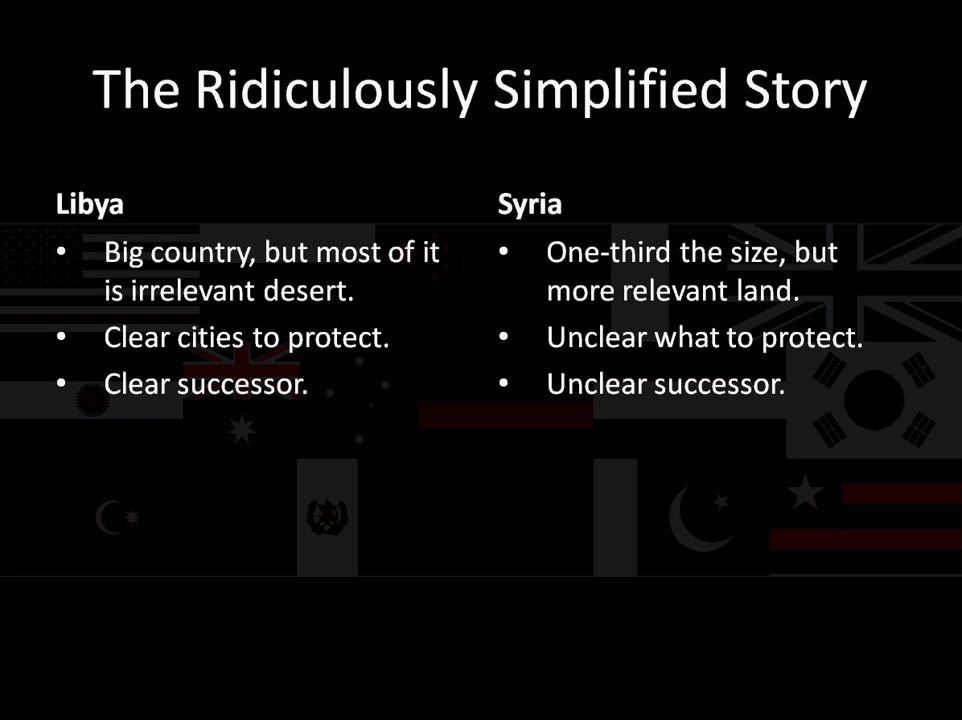 The Ridiculously Simplified Story
Libya
• Big country, but most of it
is irrelevant desert.
• Clear cities to protect.
• Clear successor.
Syria
• One-third the size, but
more relevant land.
• Unclear what to protect.
• Unclear successor.